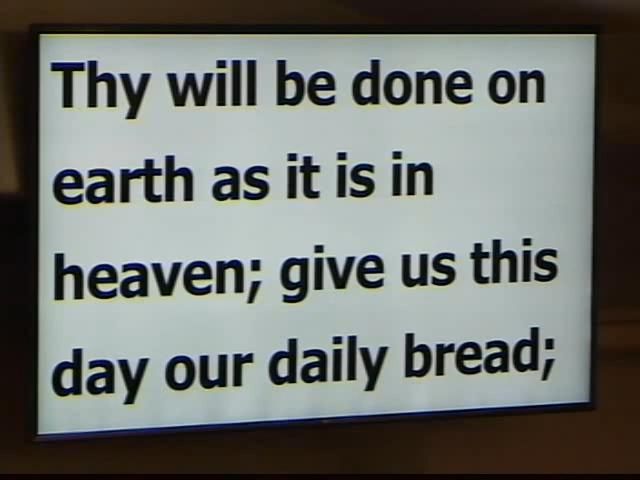 Thy will be done on
earth as it is in
heaven; give us this
day our daily bread;